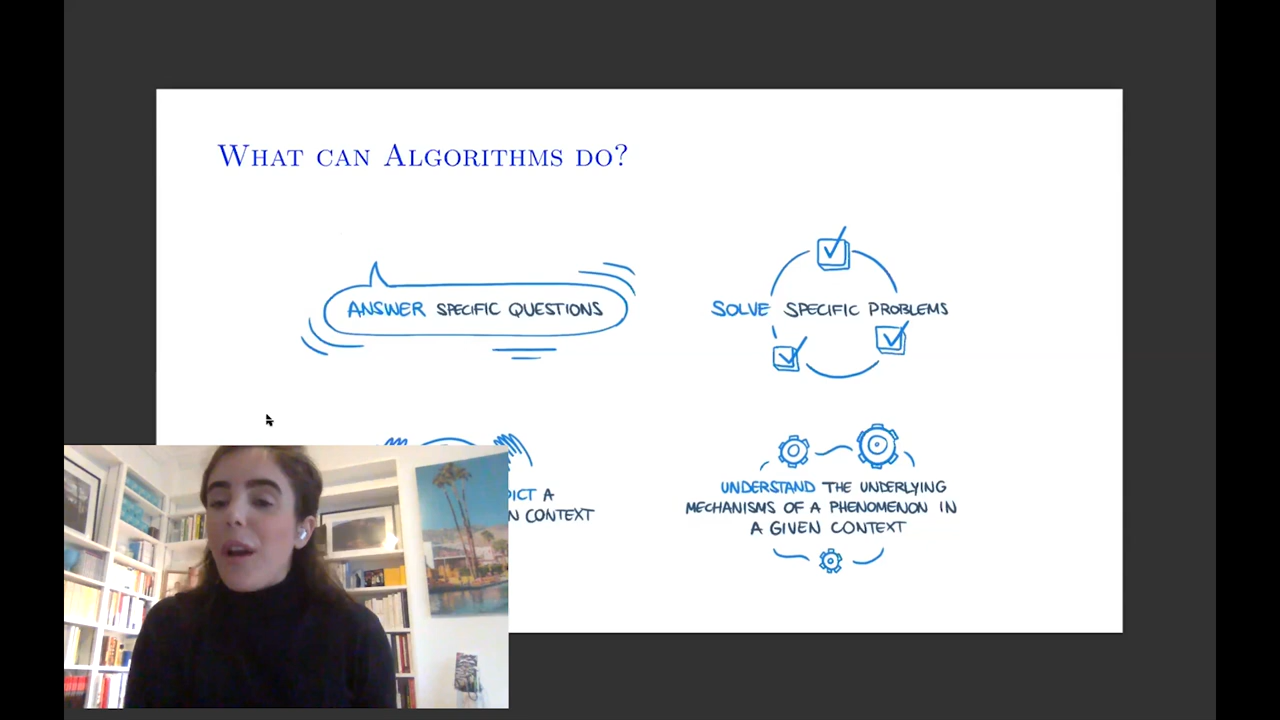 What can Algorithms do?
ANSWER SPECIFIC QUESTIONS
SOLVE SPECIFIC PROBLEMS
A
CONTEXT
UNDERSTAND THE UNDERLYING
MECHANISMS OF A PHENOMENON IN
A GIVEN CONTEXT